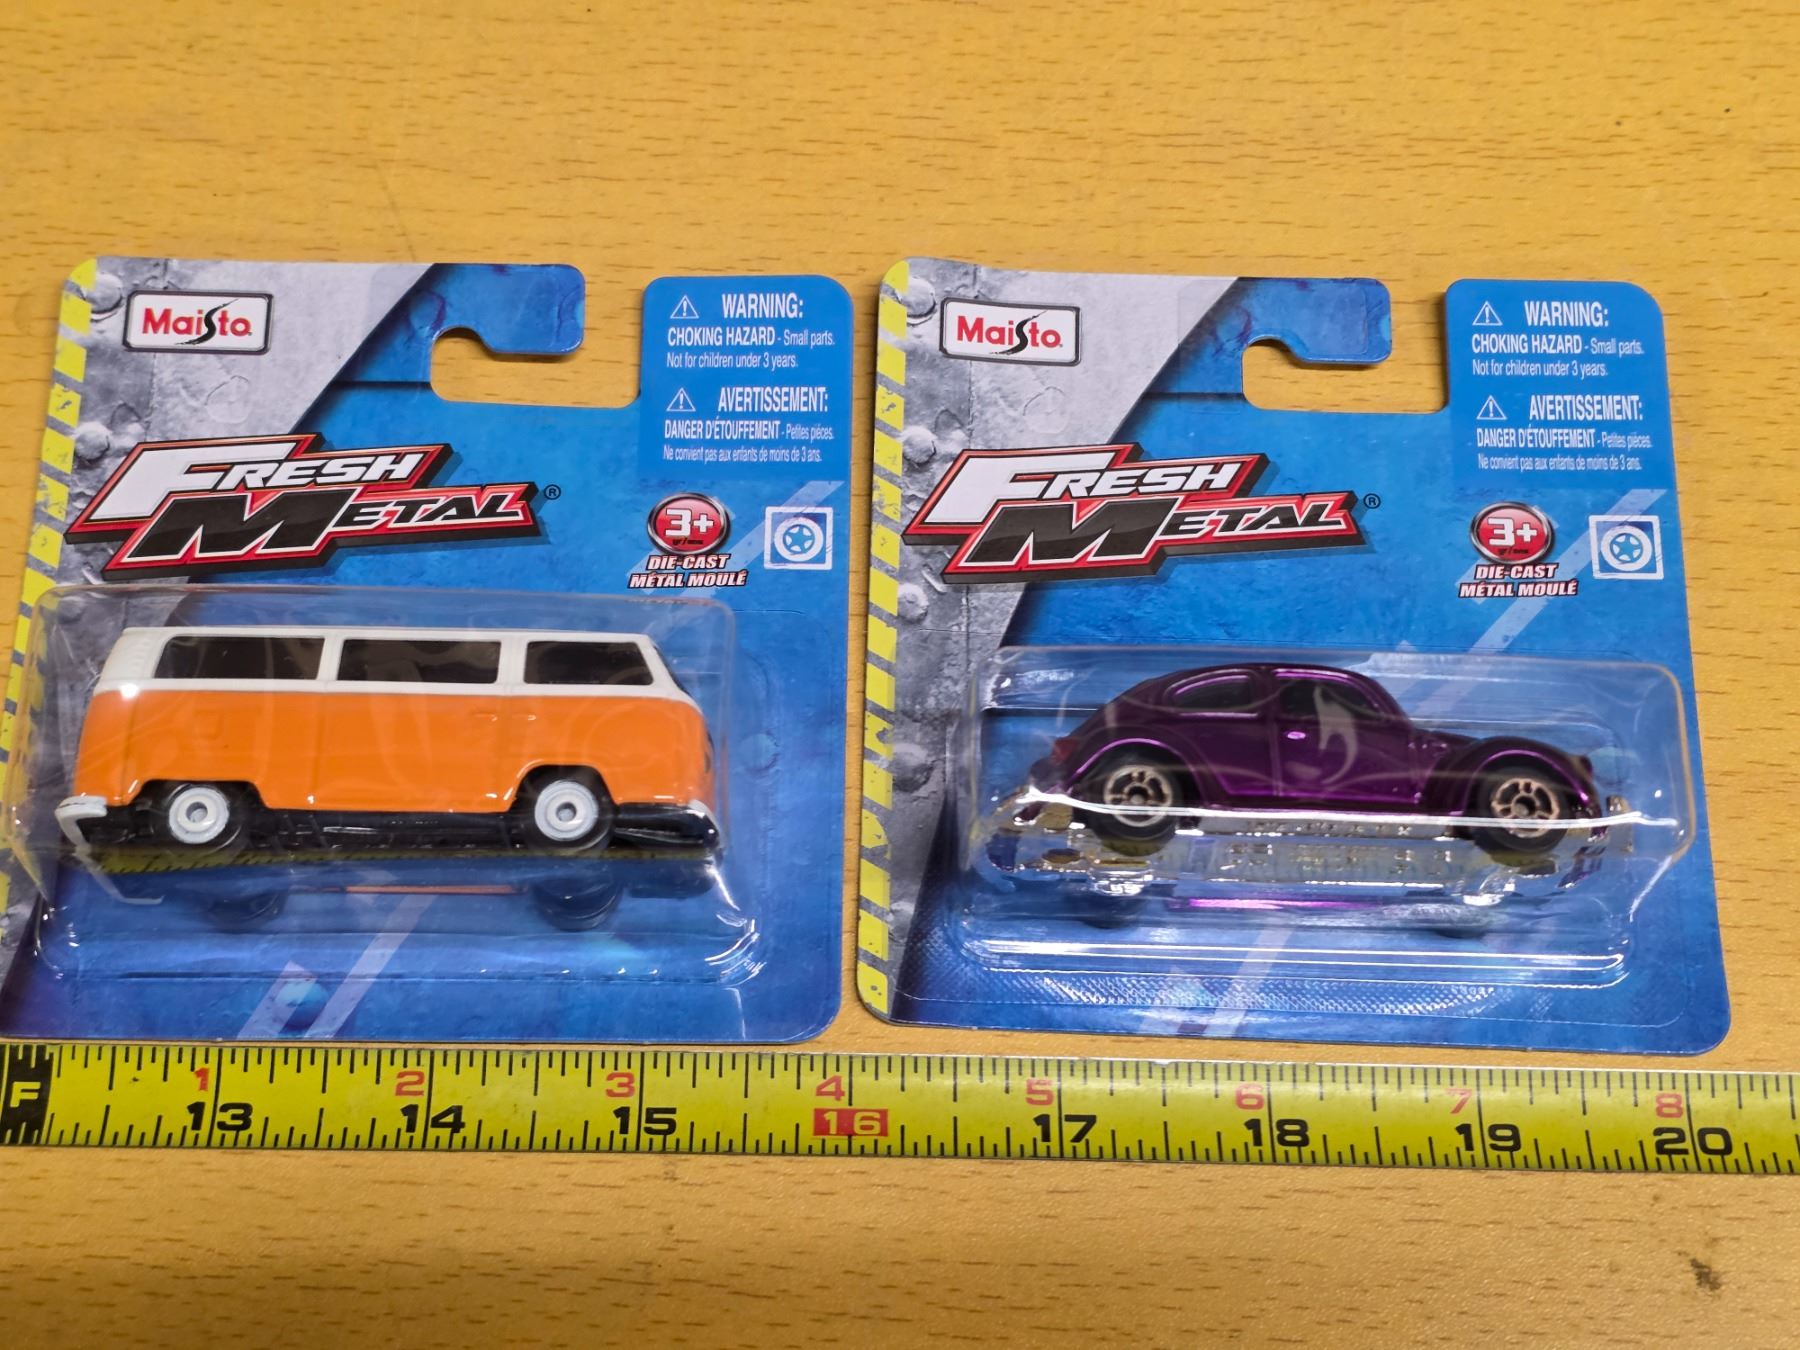 Maisto
WARNING:
CHOKING HAZARD - Small parts.
Not for children under 3 years.
AVERTISSEMENT:
DANGER D'ÉTOUFFEMENT - Petites pièces.
Ne convient pas aux enfants de moins de 3 ans.
FRESH
METAL®
3+
yr/ans
DIE-CAST
MÉTAL MOULÉ
Maisto
WARNING:
CHOKING HAZARD - Small parts.
Not for children under 3 years.
AVERTISSEMENT:
DANGER D'ÉTOUFFEMENT - Petites pièces.
Ne convient pas aux enfants de moins de 3 ans.
FRESH
METAL®
3+
yr/ans
DIE-CAST
MÉTAL MOULÉ
F 1 2 3 4 5 6 7 8
13 14 15 16 17 18 19 20